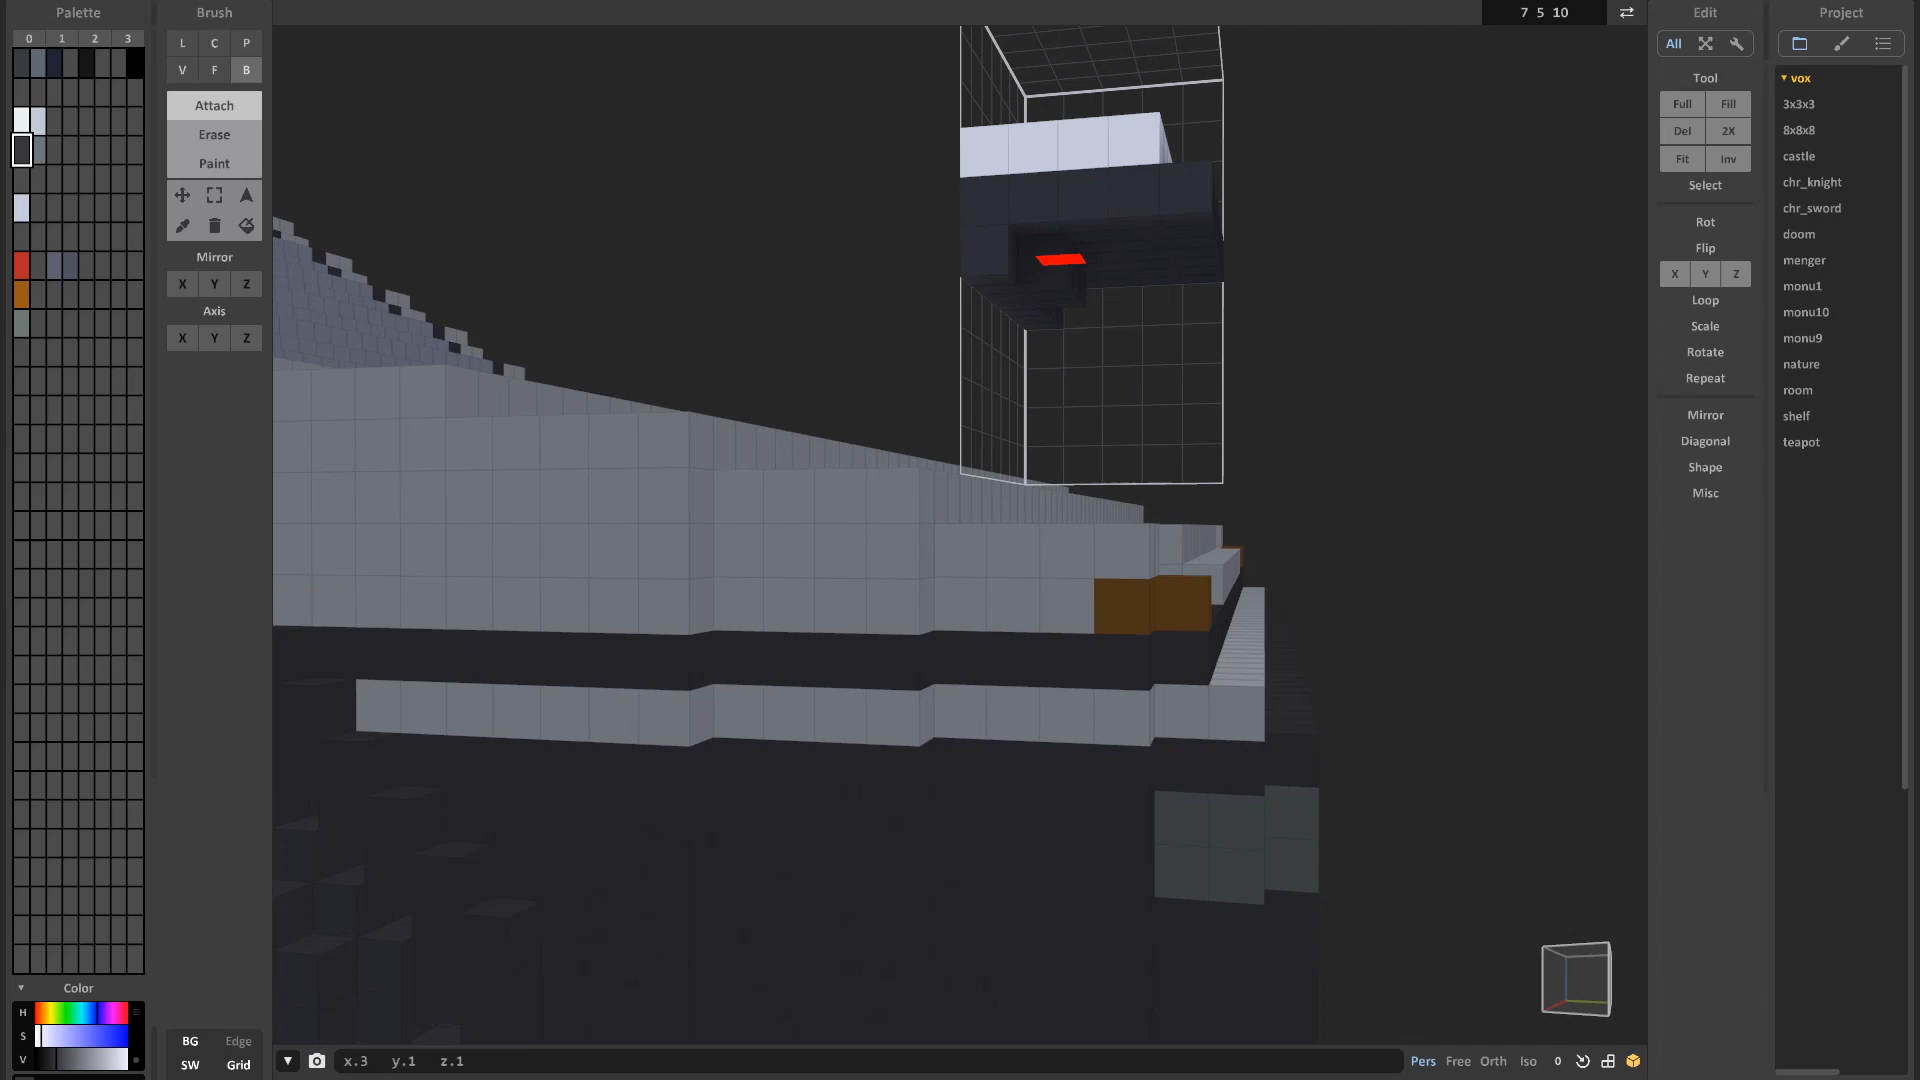 Palette
0 1 2 3
Color
H
S
V
Brush
L C P
V F B
Attach
Erase
Paint
Mirror
X Y Z
Axis
X Y Z
BG Edge
SW Grid
7 5 10
x.3 y.1 z.1
Pers Free Orth Iso 0
Edit
All
Tool
Full Fill
Del 2X
Fit Inv
Select
Rot
Flip
X Y Z
Loop
Scale
Rotate
Repeat
Mirror
Diagonal
Shape
Misc
Project
vox
3x3x3
8x8x8
castle
chr_knight
chr_sword
doom
menger
monu1
monu10
monu9
nature
room
shelf
teapot